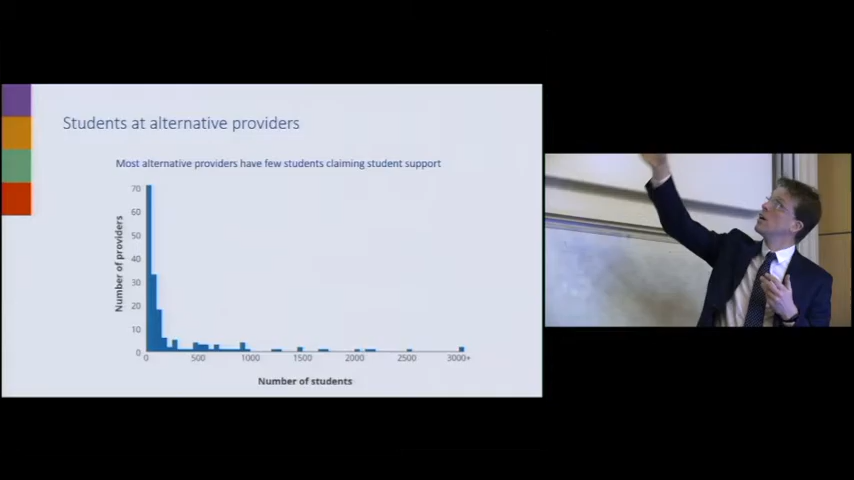 Students at alternative providers
Most alternative providers have few students claiming student support
Number of providers
70
60
50
40
30
20
10
0
0 500 1000 1500 2000 2500 3000+
Number of students